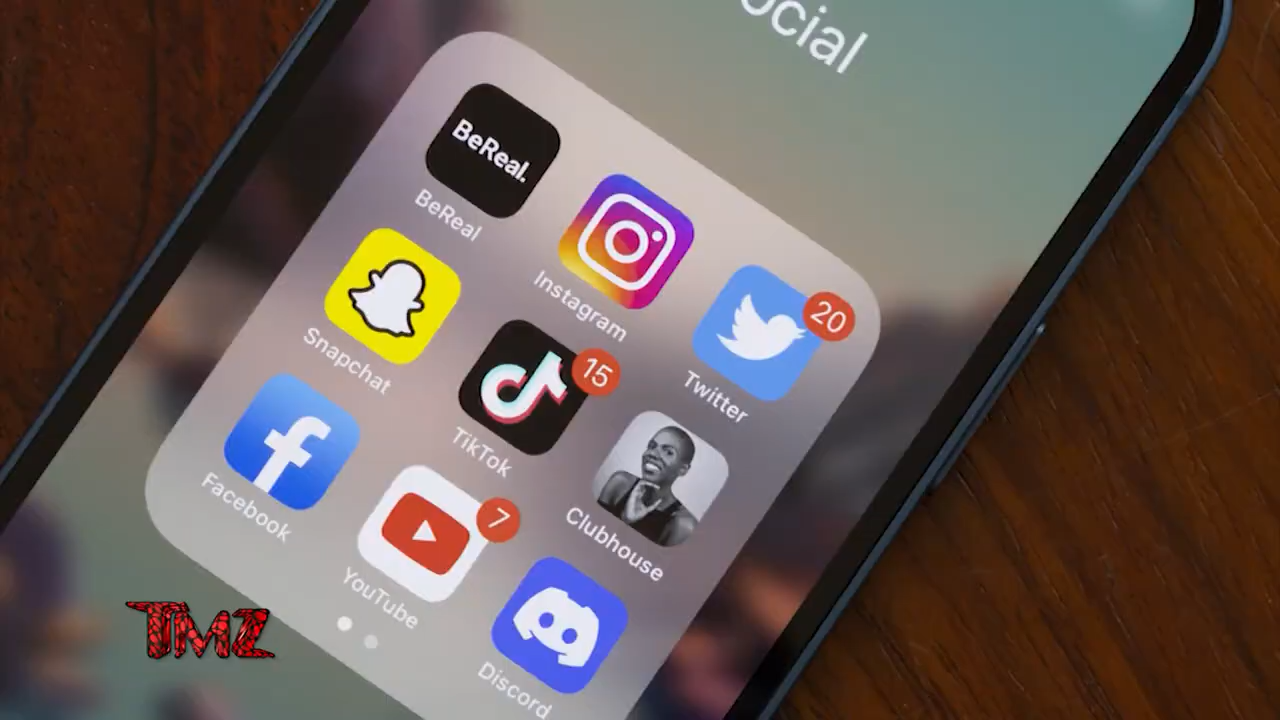 ocial
BeReal.
BeReal
Instagram
20
Twitter
Snapchat
15
TikTok
Clubhouse
f
Facebook
7
YouTube
Discord
TMZ